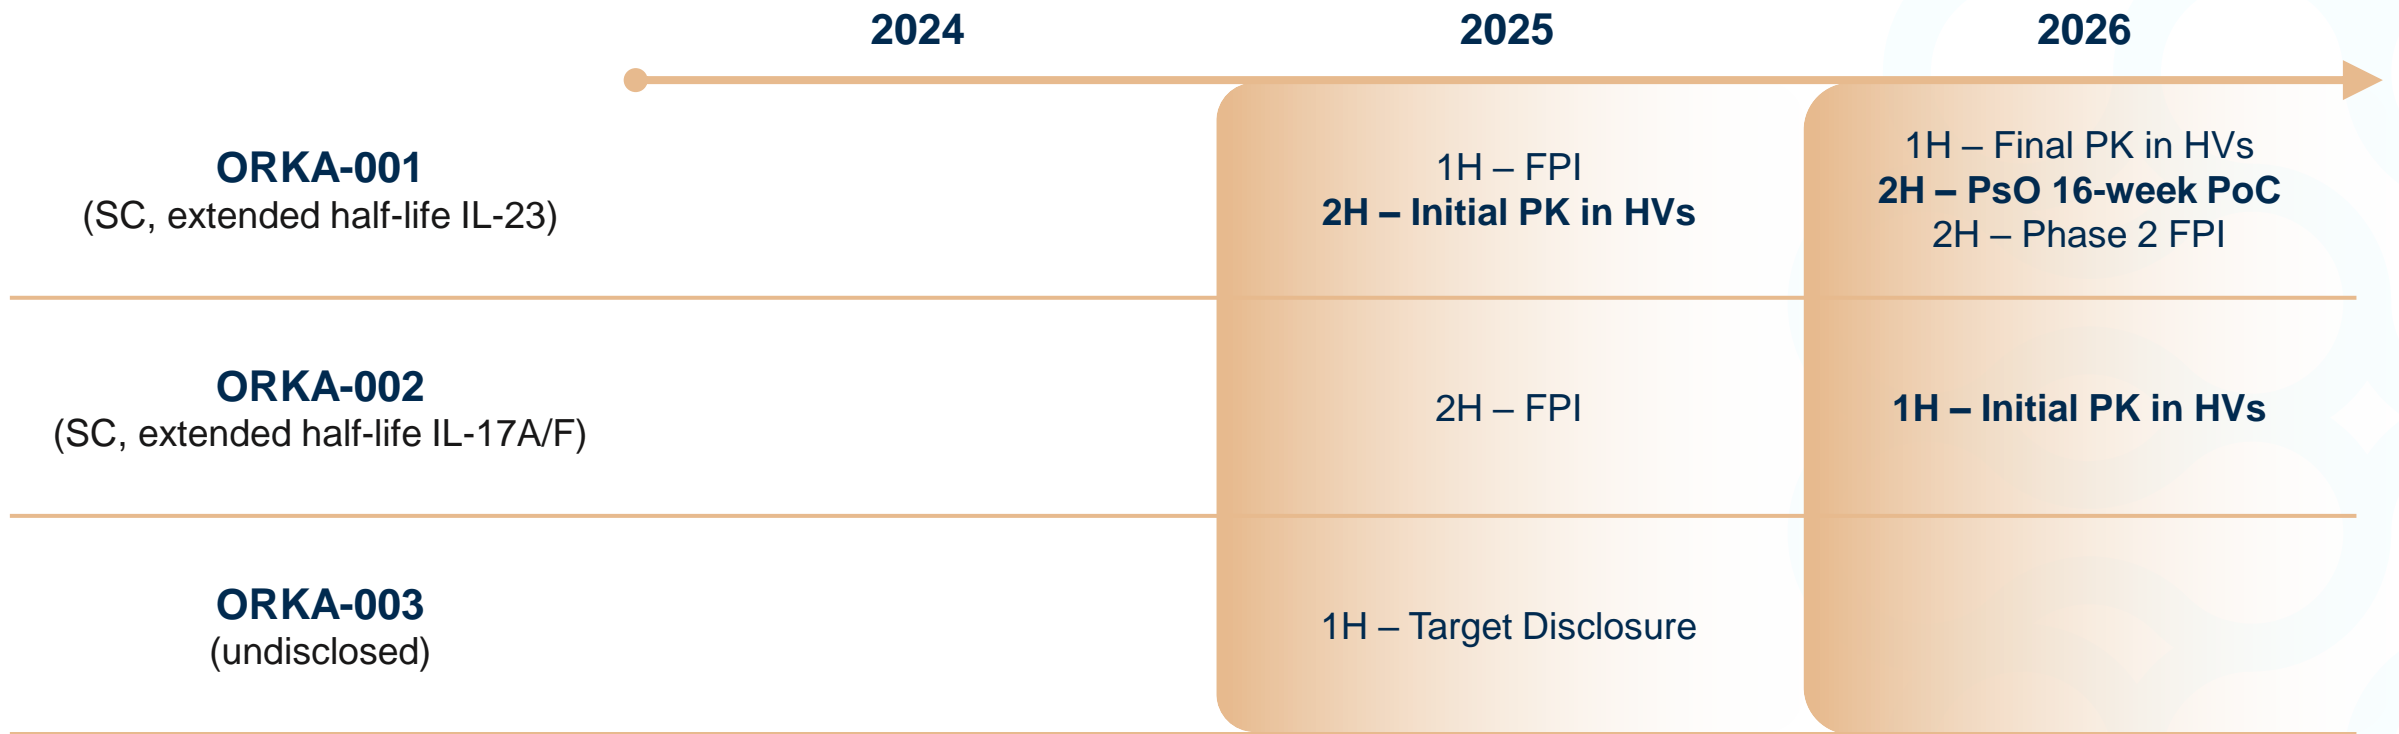 2024 2025 2026
ORKA-001
(SC, extended half-life IL-23)
1H – FPI
2H – Initial PK in HVs
1H – Final PK in HVs
2H – PsO 16-week PoC
2H – Phase 2 FPI
ORKA-002
(SC, extended half-life IL-17A/F)
2H – FPI
1H – Initial PK in HVs
ORKA-003
(undisclosed)
1H – Target Disclosure